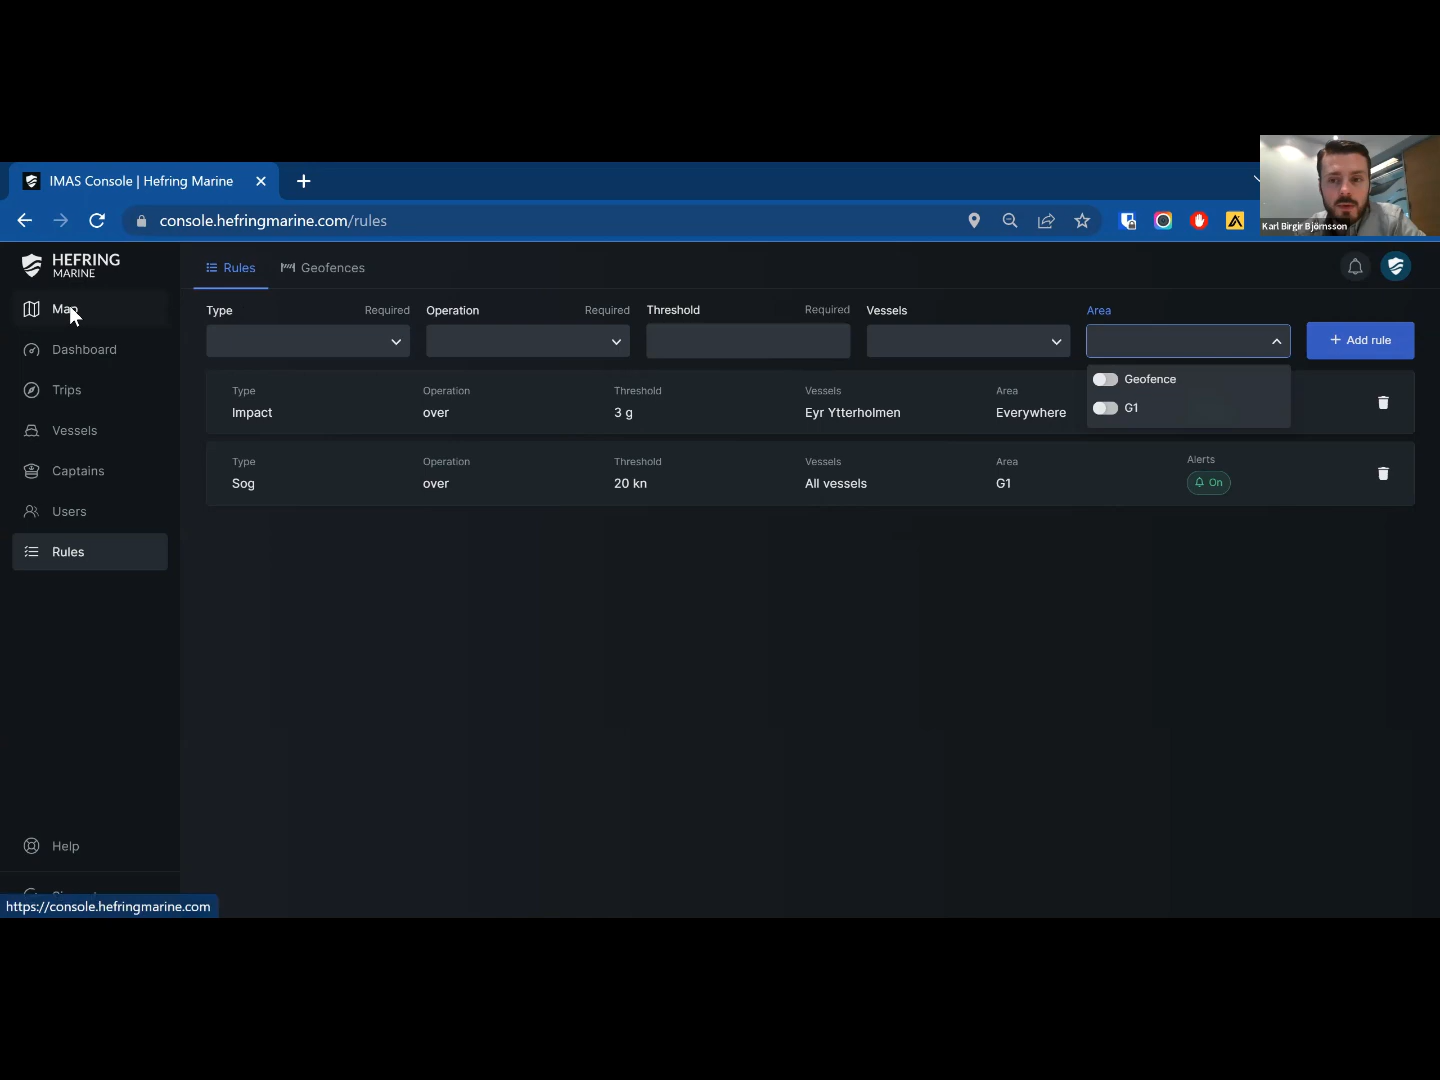 IMAS Console | Hefring Marine
console.hefringmarine.com/rules
Karl Birgir Björnsson
HEFRING
MARINE
Rules
Geofences
Map
Dashboard
Trips
Vessels
Captains
Users
Rules
Help
https://console.hefringmarine.com
Type Required Operation Required Threshold Required Vessels Area
+ Add rule
Geofence
G1
Type Operation Threshold Vessels Area
Impact over 3 g Eyr Ytterholmen Everywhere
Type Operation Threshold Vessels Area Alerts
Sog over 20 kn All vessels G1 On